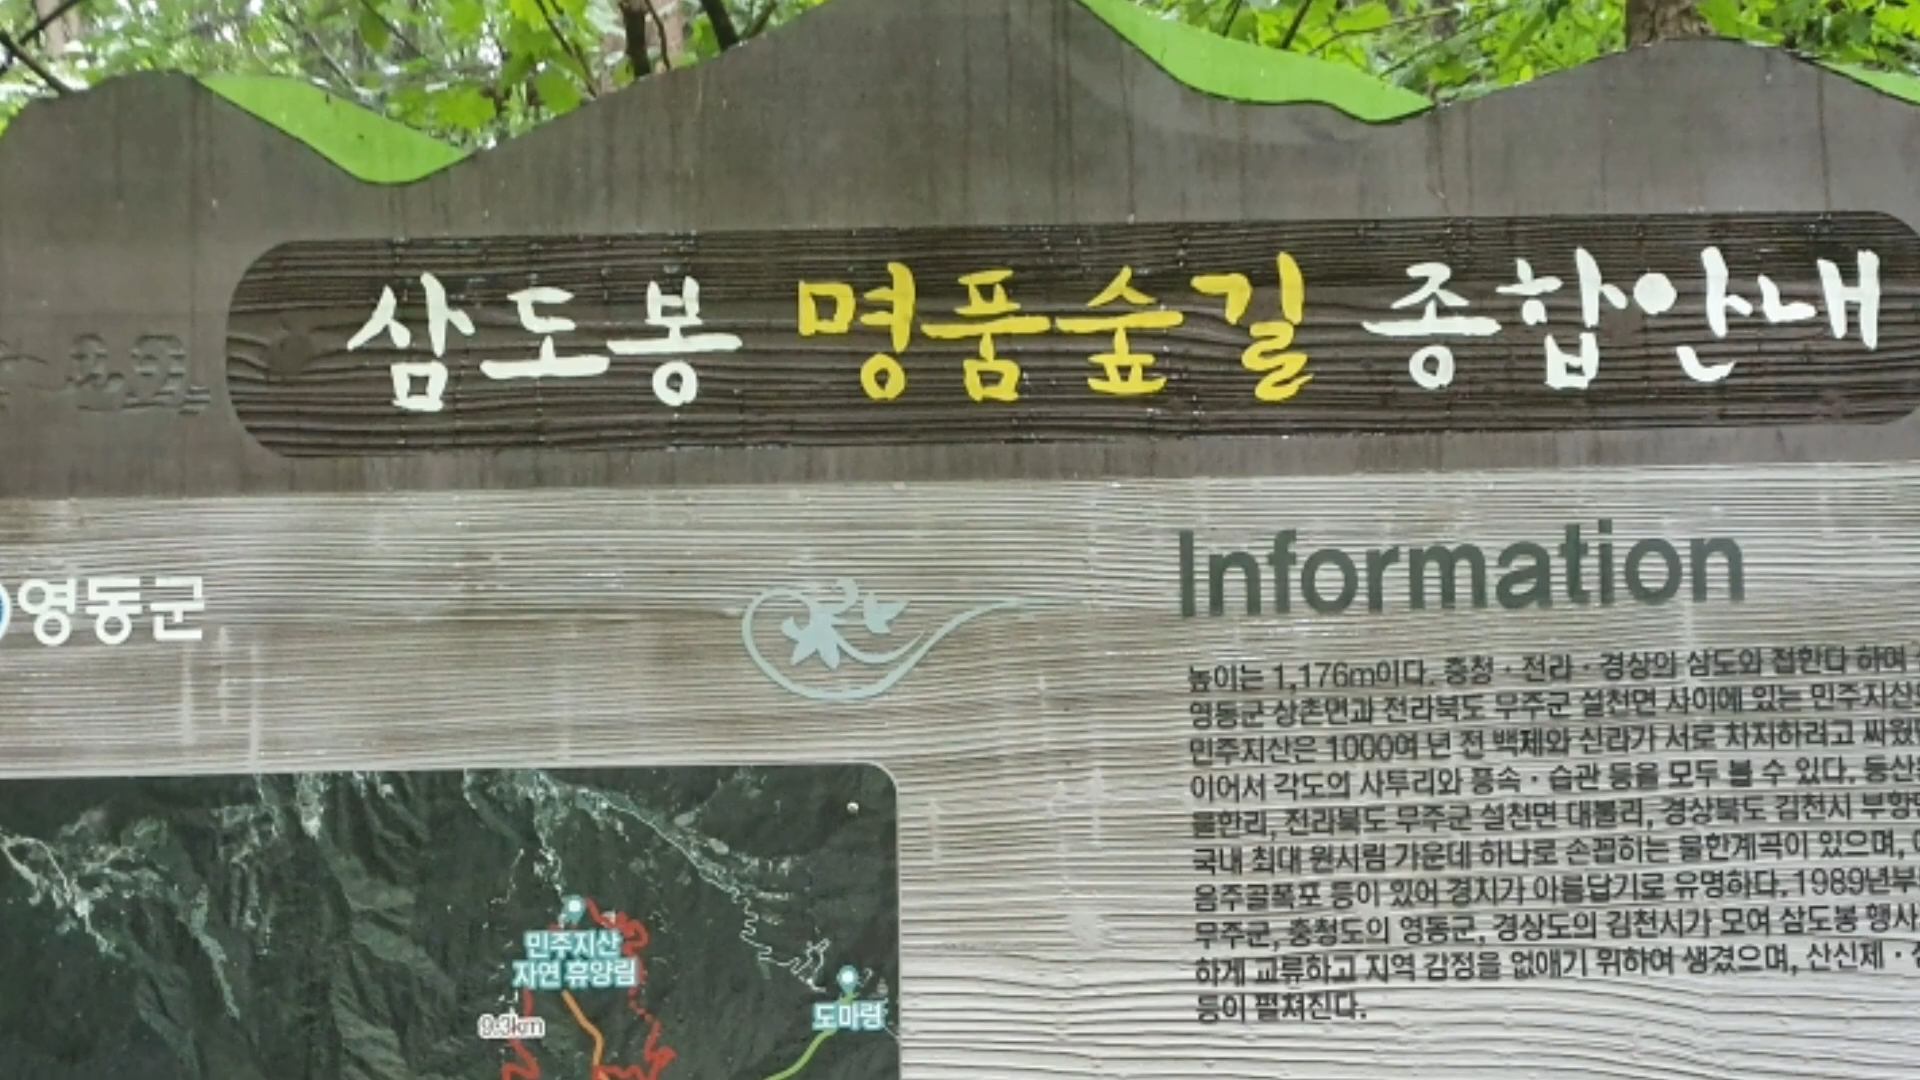 삼도봉 명품숲길 종합안내
영동군
Information
높이는 1,176m이다. 충청·전라·경상의 삼도와 접한다 하여
영동군 상촌면과 전라북도 무주군 설천면 사이에 있는 민주지산
민주지산은 1000여 년 전 백제와 신라가 서로 차지하려고 싸웠
이어서 각도의 사투리와 풍속·습관 등을 모두 볼 수 있다. 등산
물한리, 전라북도 무주군 설천면 대불리, 경상북도 김천시 부항
국내 최대 원시림 가운데 하나로 손꼽히는 물한계곡이 있으며,
음주골폭포 등이 있어 경치가 아름답기로 유명하다. 1989년부
무주군, 충청도의 영동군, 경상도의 김천시가 모여 삼도봉 행사
하게 교류하고 지역 감정을 없애기 위하여 생겼으며, 산신제·
등이 펼쳐진다.
민주지산
자연 휴양림
9.3km
도마령